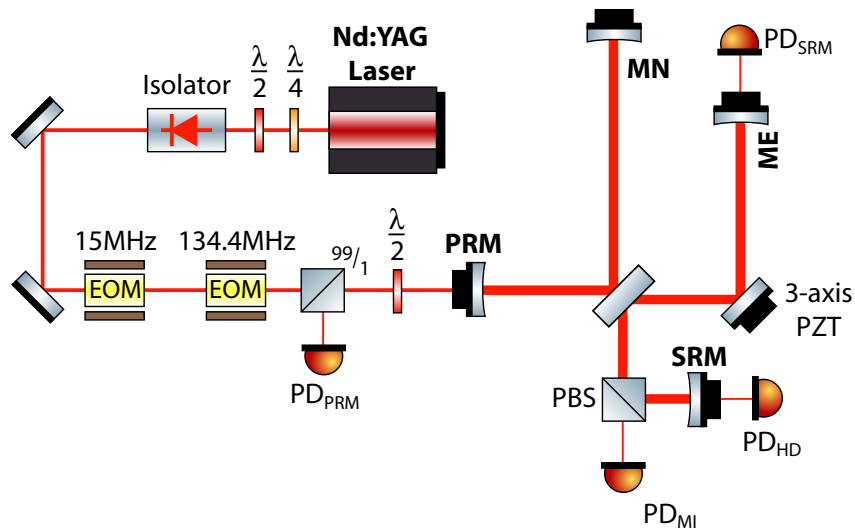 Nd:YAG
Laser
λ/2
λ/4
Isolator
MN
PD_SRM
ME
15MHz
134.4MHz
99/1
λ/2
PRM
EOM
EOM
3-axis
PZT
PD_PRM
PBS
SRM
PD_HD
PD_MI